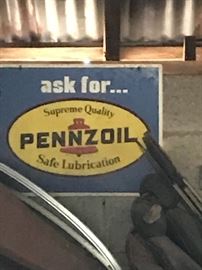 ask for...
Supreme Quality
PENNZOIL
Safe Lubrication